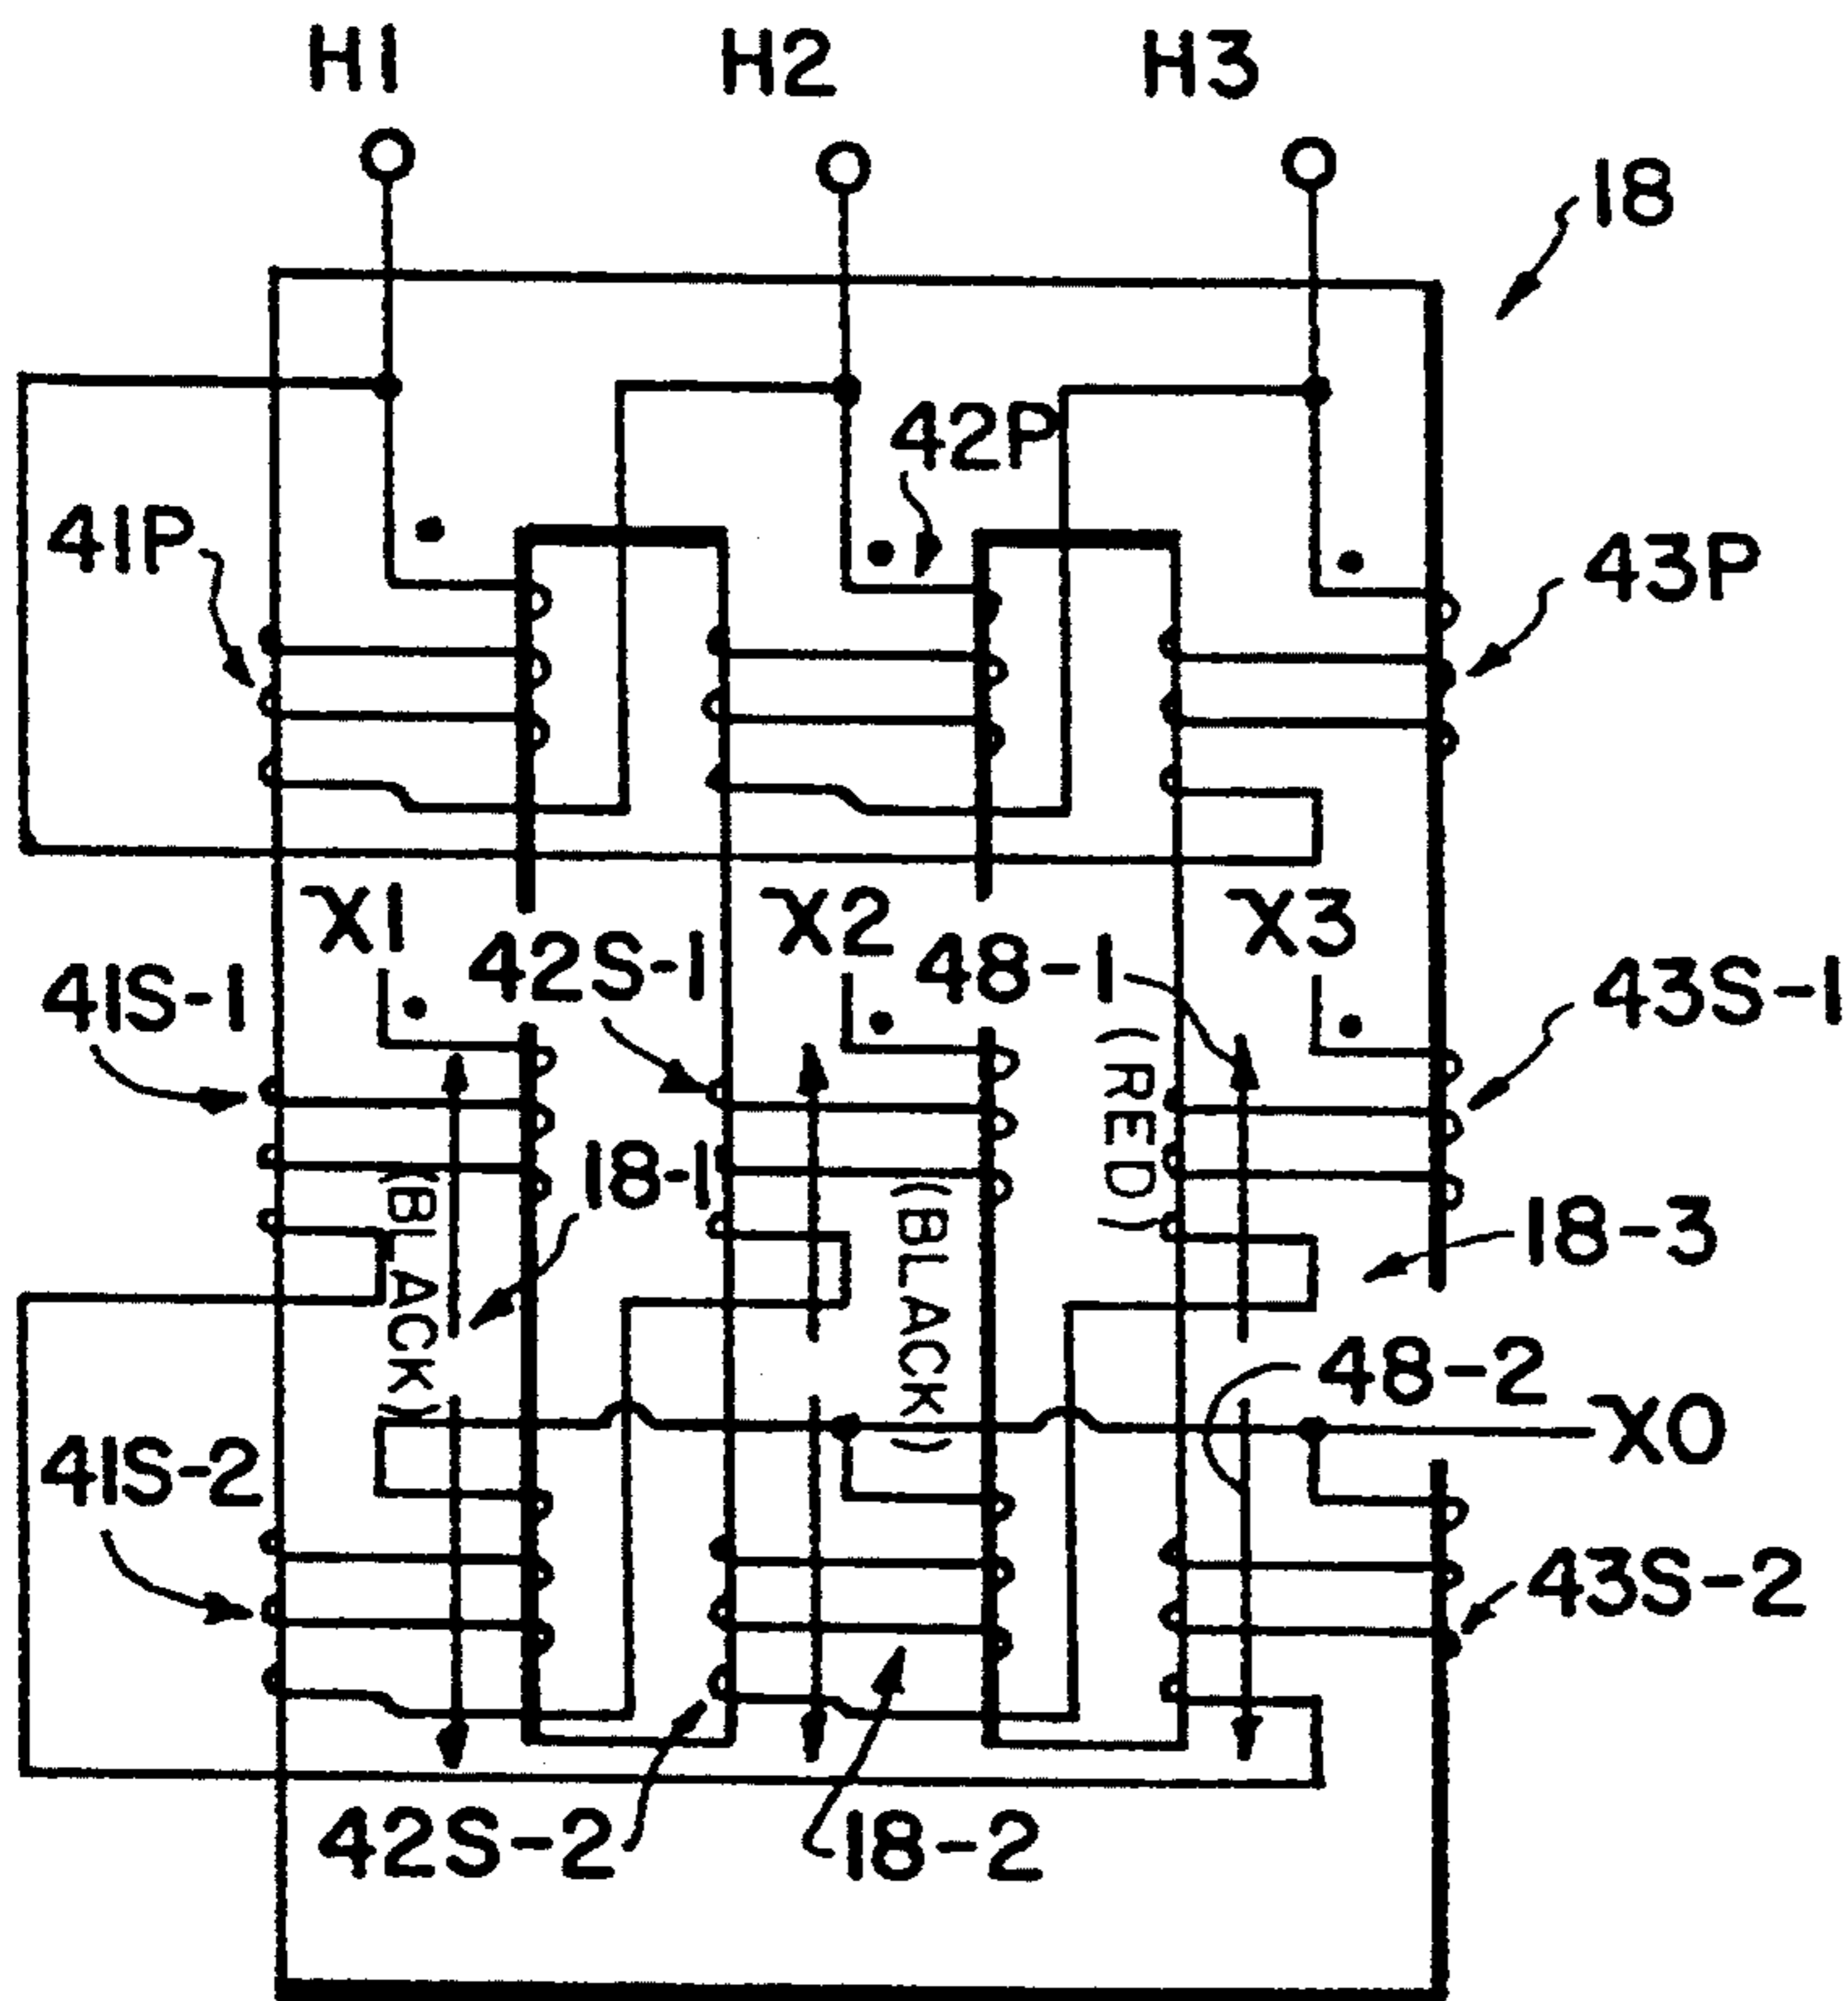 H1 H2 H3
18
42P
41P
43P
X1 X2 X3
42S-1 48-1
41S-1
43S-1
(RED)
18-1
(BLACK)
(BLACK)
18-3
48-2
X0
41S-2
43S-2
42S-2 18-2